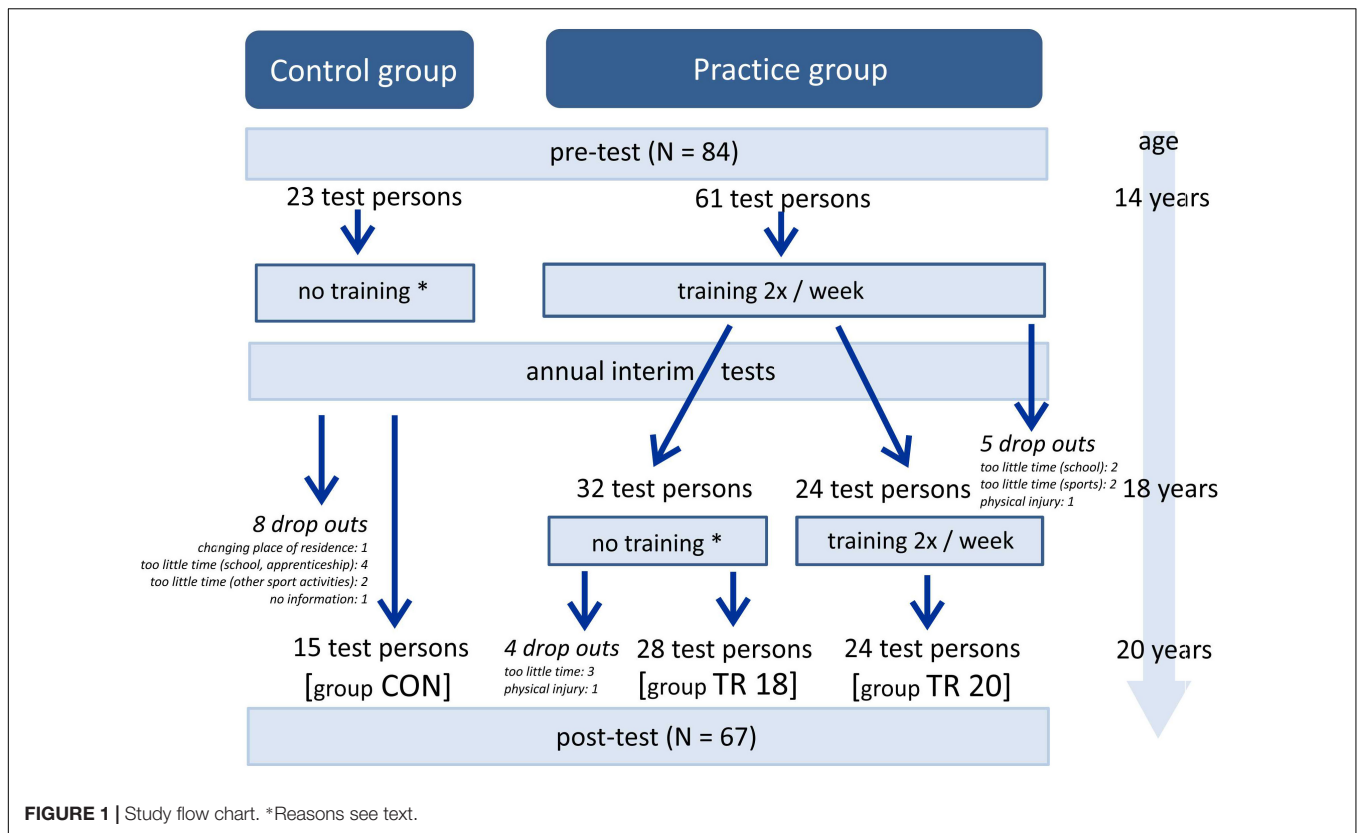 Control group
Practice group
pre-test (N = 84)
age
23 test persons
61 test persons
14 years
no training *
training 2x / week
annual interim tests
5 drop outs
too little time (school): 2
too little time (sports): 2
physical injury: 1
32 test persons
24 test persons
18 years
8 drop outs
changing place of residence: 1
too little time (school, apprenticeship): 4
too little time (other sport activities): 2
no information: 1
no training *
training 2x / week
15 test persons
[group CON]
4 drop outs
too little time: 3
physical injury: 1
28 test persons
[group TR 18]
24 test persons
[group TR 20]
20 years
post-test (N = 67)
FIGURE 1 | Study flow chart. *Reasons see text.